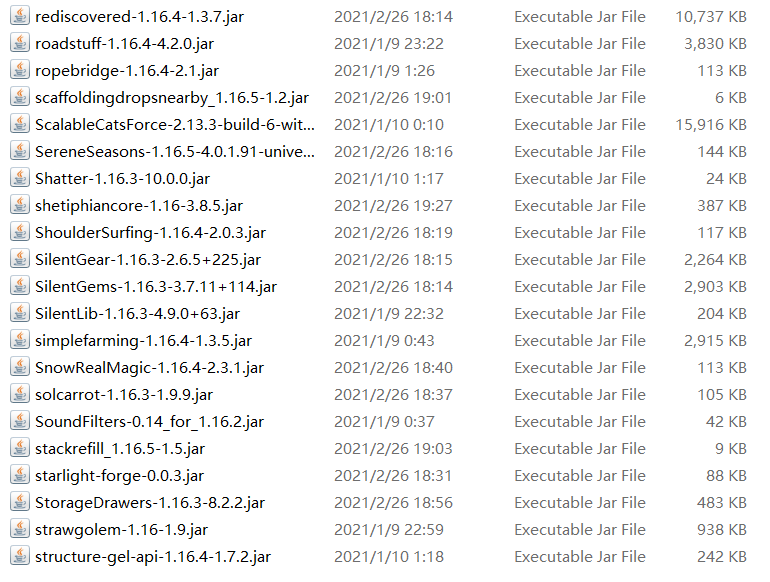 rediscovered-1.16.4-1.3.7.jar 2021/2/26 18:14 Executable Jar File 10,737 KB
roadstuff-1.16.4-4.2.0.jar 2021/1/9 23:22 Executable Jar File 3,830 KB
ropebridge-1.16.4-2.1.jar 2021/1/9 1:26 Executable Jar File 113 KB
scaffoldingdropsnearby_1.16.5-1.2.jar 2021/2/26 19:01 Executable Jar File 6 KB
ScalableCatsForce-2.13.3-build-6-wit... 2021/1/10 0:10 Executable Jar File 15,916 KB
SereneSeasons-1.16.5-4.0.1.91-unive... 2021/2/26 18:16 Executable Jar File 144 KB
Shatter-1.16.3-10.0.0.jar 2021/1/10 1:17 Executable Jar File 24 KB
shetiphiancore-1.16-3.8.5.jar 2021/2/26 19:27 Executable Jar File 387 KB
ShoulderSurfing-1.16.4-2.0.3.jar 2021/2/26 18:19 Executable Jar File 117 KB
SilentGear-1.16.3-2.6.5+225.jar 2021/2/26 18:15 Executable Jar File 2,264 KB
SilentGems-1.16.3-3.7.11+114.jar 2021/2/26 18:14 Executable Jar File 2,903 KB
SilentLib-1.16.3-4.9.0+63.jar 2021/1/9 22:32 Executable Jar File 204 KB
simplefarming-1.16.4-1.3.5.jar 2021/1/9 0:43 Executable Jar File 2,915 KB
SnowRealMagic-1.16.4-2.3.1.jar 2021/2/26 18:40 Executable Jar File 113 KB
solcarrot-1.16.3-1.9.9.jar 2021/2/26 18:37 Executable Jar File 105 KB
SoundFilters-0.14_for_1.16.2.jar 2021/1/9 0:37 Executable Jar File 42 KB
stackrefill_1.16.5-1.5.jar 2021/2/26 19:03 Executable Jar File 9 KB
starlight-forge-0.0.3.jar 2021/2/26 18:31 Executable Jar File 88 KB
StorageDrawers-1.16.3-8.2.2.jar 2021/2/26 18:56 Executable Jar File 483 KB
strawgolem-1.16-1.9.jar 2021/1/9 22:59 Executable Jar File 938 KB
structure-gel-api-1.16.4-1.7.2.jar 2021/1/10 1:18 Executable Jar File 242 KB